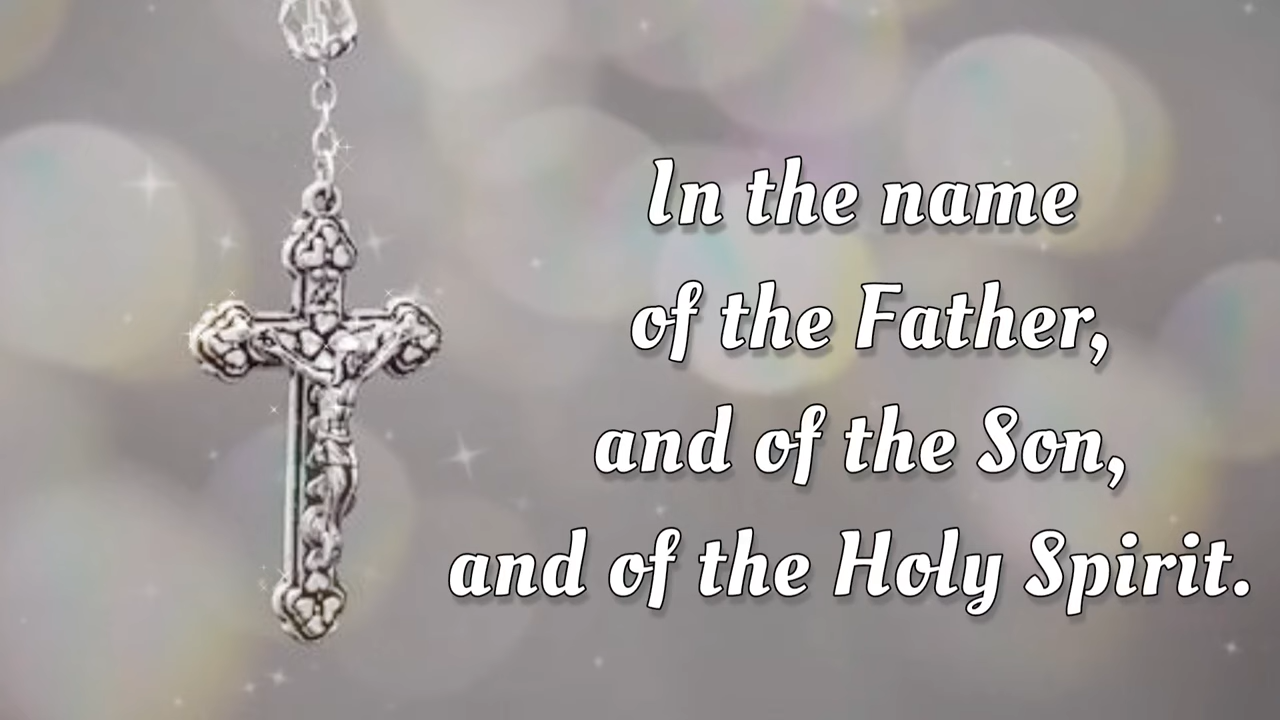 In the name
of the Father,
and of the Son,
and of the Holy Spirit.